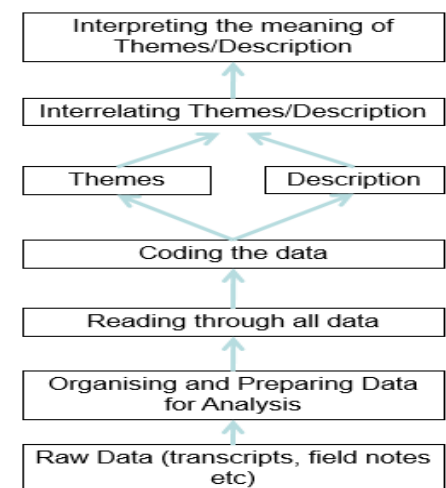 Interpreting the meaning of
Themes/Description
Interrelating Themes/Description
Themes
Description
Coding the data
Reading through all data
Organising and Preparing Data
for Analysis
Raw Data (transcripts, field notes
etc)